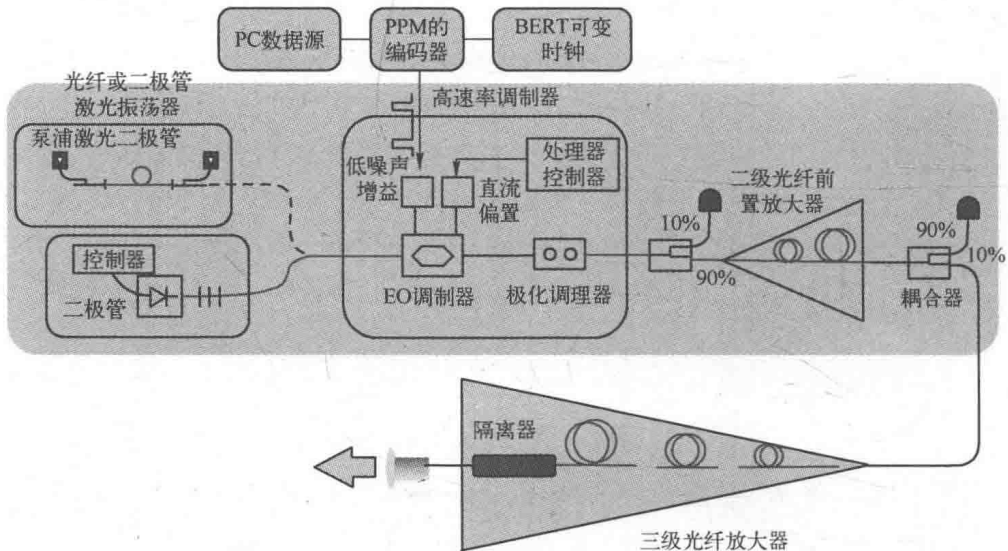 PC数据源
PPM的
编码器
BERT可变
时钟
光纤或二极管
激光振荡器
泵浦激光二极管
高速率调制器
低噪声
增益
直流
偏置
处理器
控制器
二级光纤前
置放大器
10%
90%
90%
10%
控制器
二极管
EO调制器
极化调理器
耦合器
隔离器
三级光纤放大器